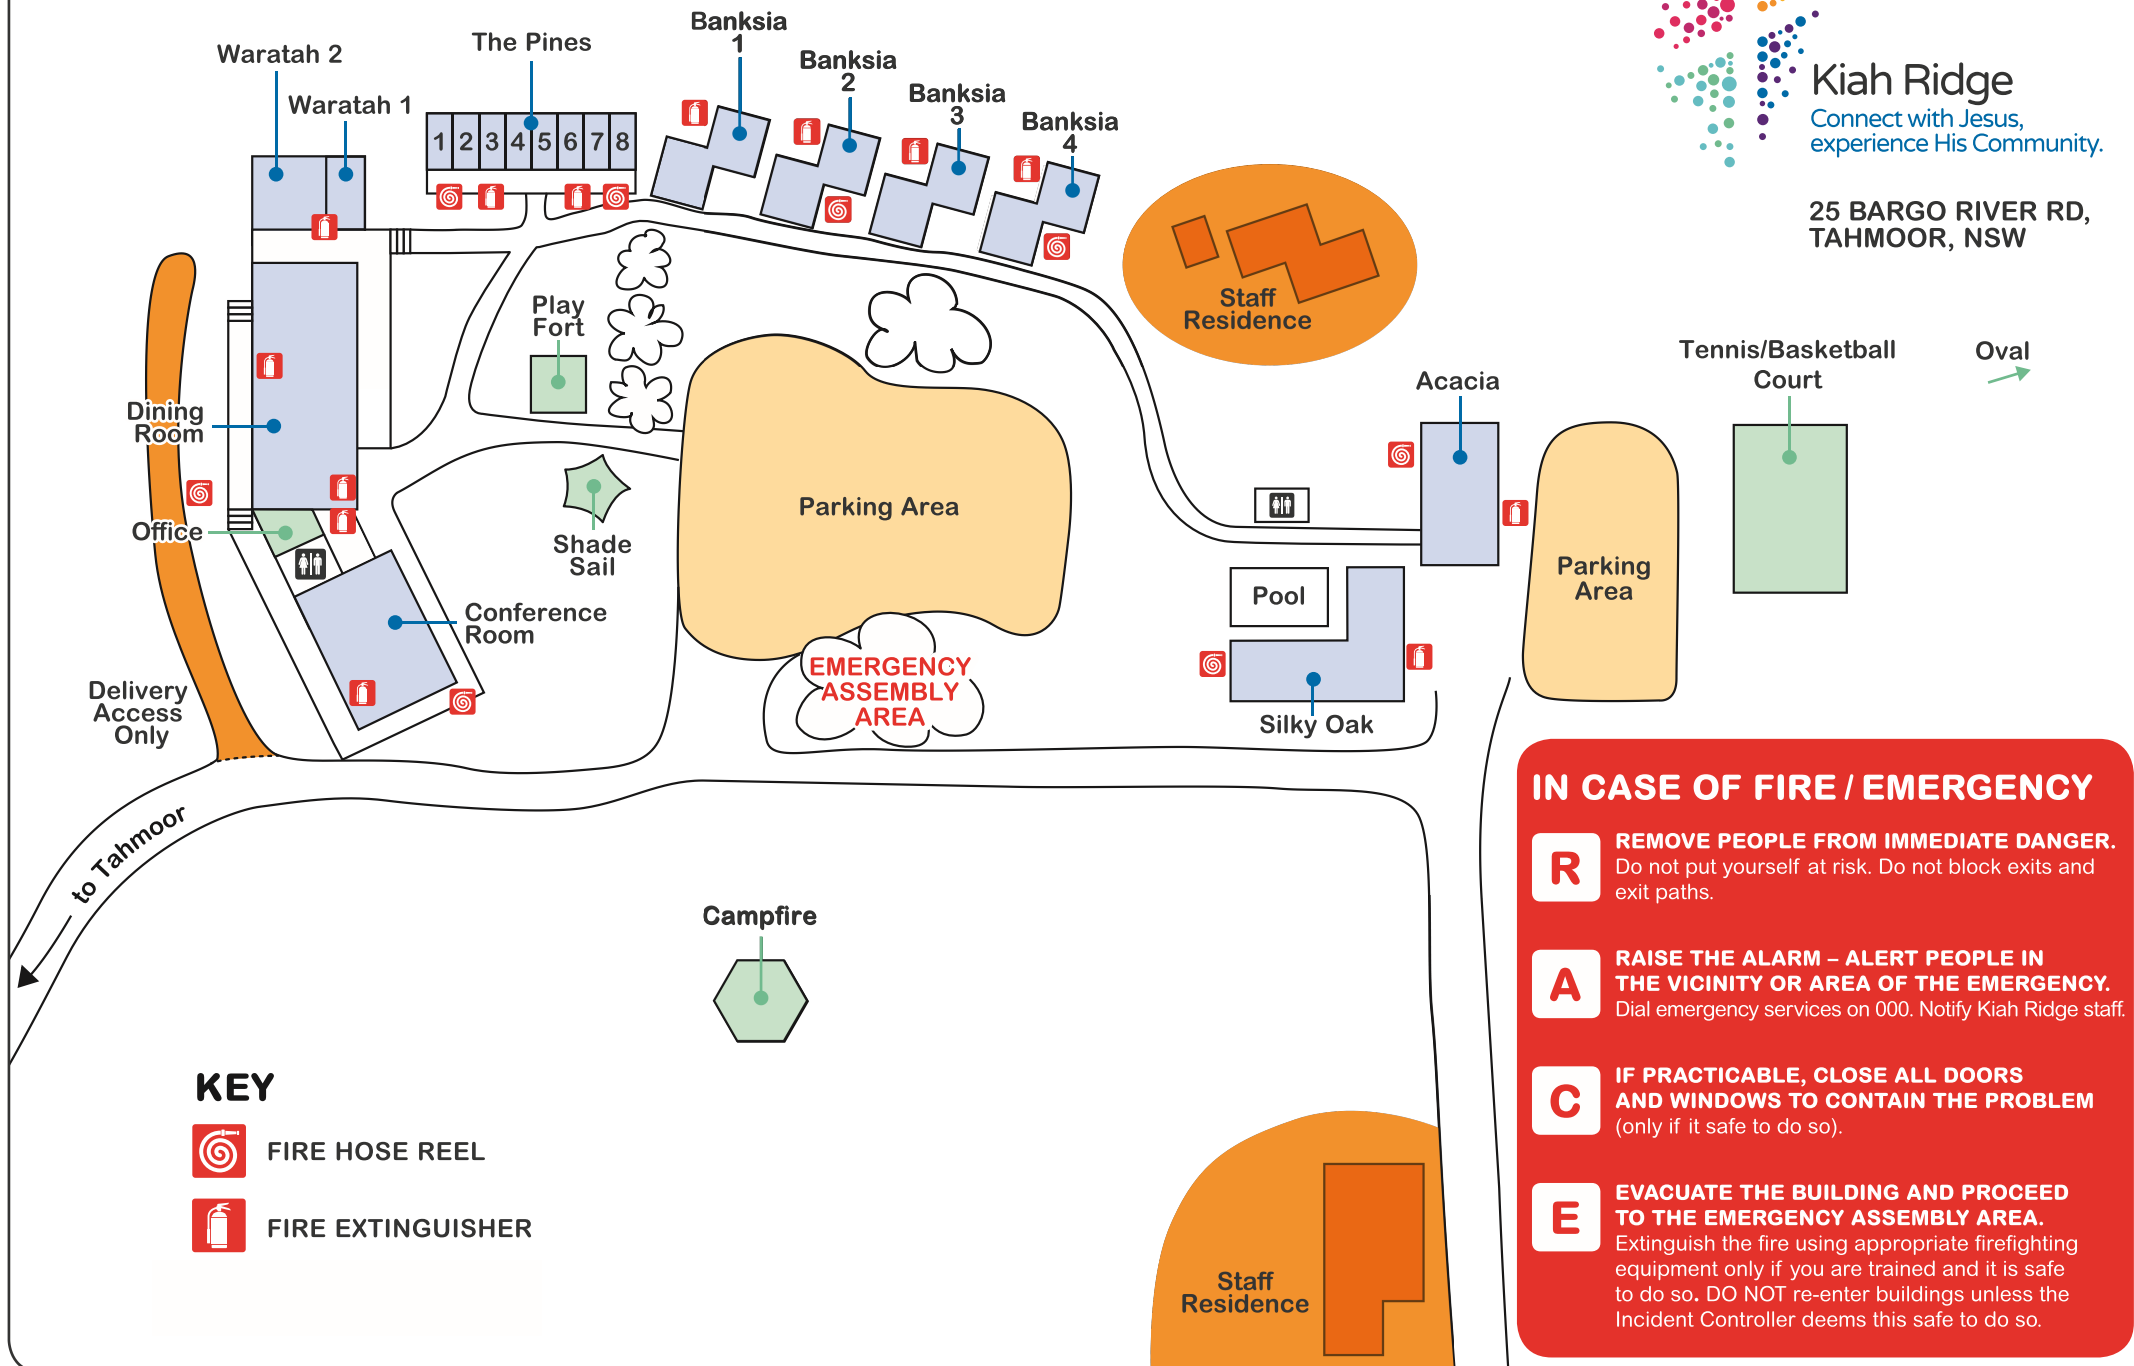 Waratah 2
Waratah 1
The Pines
1 2 3 4 5 6 7 8
Banksia
1
Banksia
2
Banksia
3
Banksia
4
Kiah Ridge
Connect with Jesus,
experience His Community.
25 BARGO RIVER RD,
TAHMOOR, NSW
Staff
Residence
Play
Fort
Tennis/Basketball
Court
Oval
Acacia
Dining
Room
Office
Shade
Sail
Parking Area
Parking
Area
Pool
Conference
Room
EMERGENCY
ASSEMBLY
AREA
Silky Oak
Delivery
Access
Only
to Tahmoor
Campfire
KEY
FIRE HOSE REEL
FIRE EXTINGUISHER
Staff
Residence
IN CASE OF FIRE / EMERGENCY
R
REMOVE PEOPLE FROM IMMEDIATE DANGER.
Do not put yourself at risk. Do not block exits and
exit paths.
A
RAISE THE ALARM – ALERT PEOPLE IN
THE VICINITY OR AREA OF THE EMERGENCY.
Dial emergency services on 000. Notify Kiah Ridge staff.
C
IF PRACTICABLE, CLOSE ALL DOORS
AND WINDOWS TO CONTAIN THE PROBLEM
(only if it safe to do so).
E
EVACUATE THE BUILDING AND PROCEED
TO THE EMERGENCY ASSEMBLY AREA.
Extinguish the fire using appropriate firefighting
equipment only if you are trained and it is safe
to do so. DO NOT re-enter buildings unless the
Incident Controller deems this safe to do so.